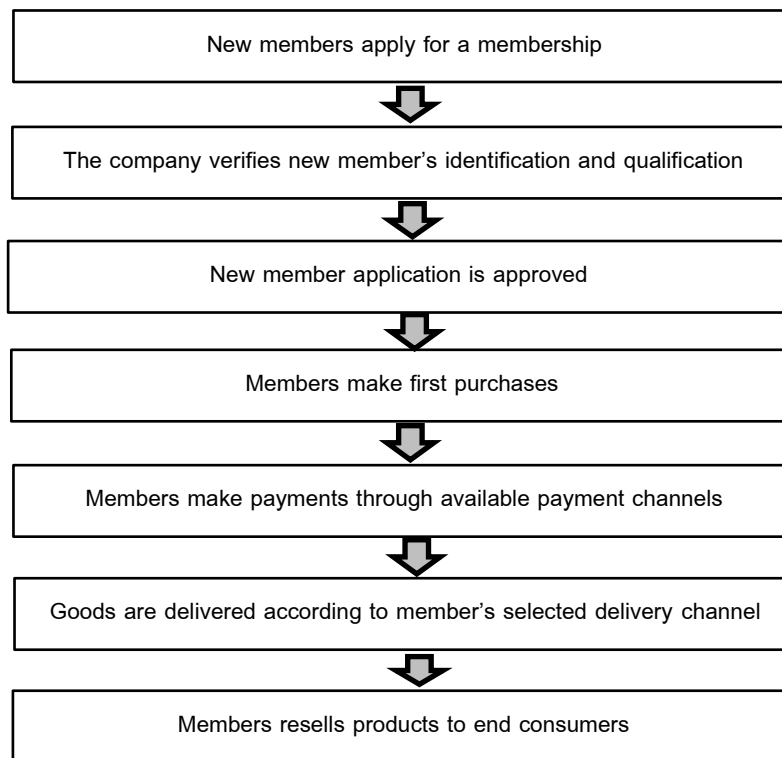 New members apply for a membership
The company verifies new member’s identification and qualification
New member application is approved
Members make first purchases
Members make payments through available payment channels
Goods are delivered according to member’s selected delivery channel
Members resells products to end consumers